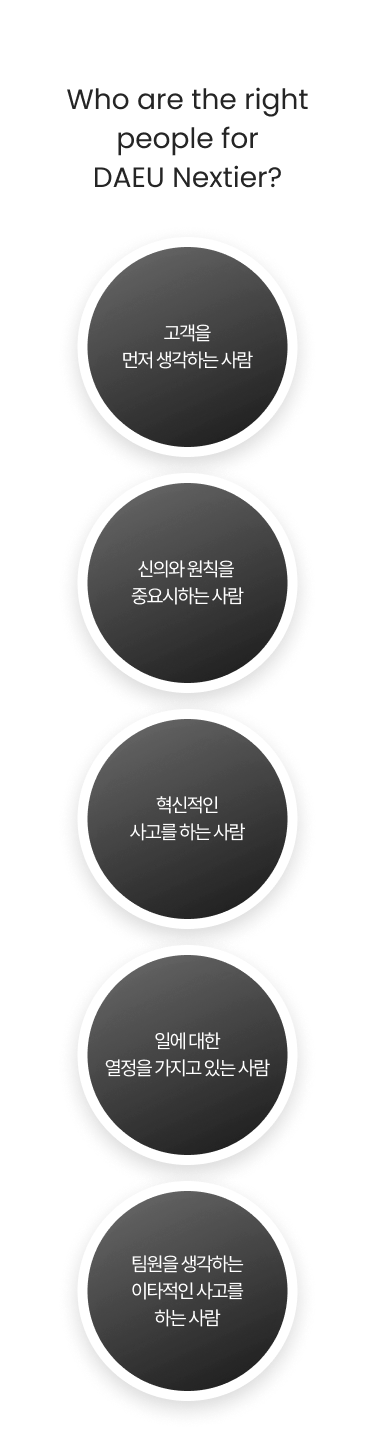 Who are the right
people for
DAEU Nextier?
고객을
먼저 생각하는 사람
신의와 원칙을
중요시하는 사람
혁신적인
사고를 하는 사람
일에 대한
열정을 가지고 있는 사람
팀원을 생각하는
이타적인 사고를
하는 사람